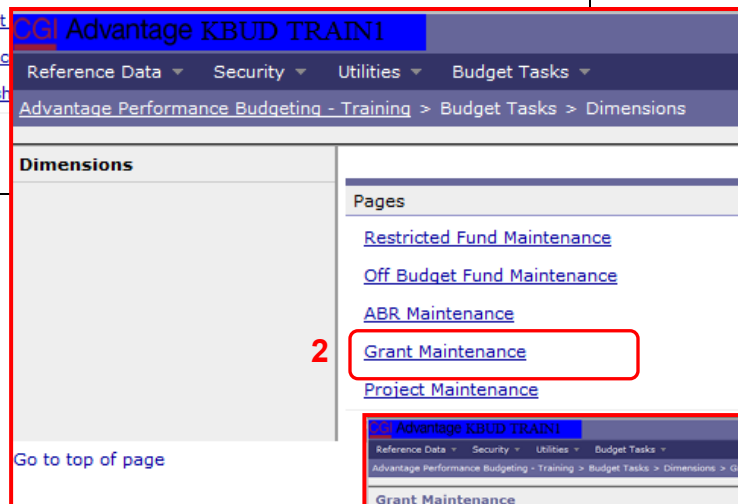 CGI Advantage KBUD TRAIN1
Reference Data Security Utilities Budget Tasks
Advantage Performance Budgeting - Training > Budget Tasks > Dimensions
Dimensions
Pages
Restricted Fund Maintenance
Off Budget Fund Maintenance
ABR Maintenance
2 Grant Maintenance
Project Maintenance
Go to top of page
CGI Advantage KBUD TRAIN1
Reference Data Security Utilities Budget Tasks
Advantage Performance Budgeting - Training > Budget Tasks > Dimensions > G
Grant Maintenance